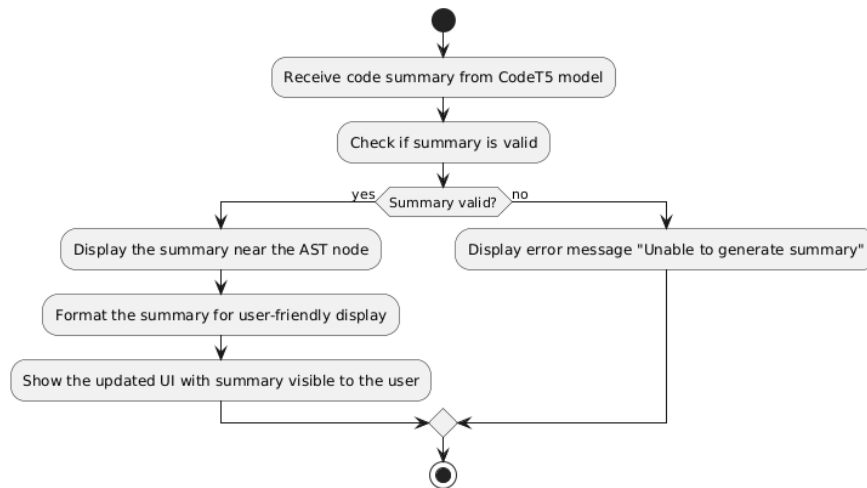 Receive code summary from CodeT5 model
Check if summary is valid
yes
Summary valid?
no
Display the summary near the AST node
Display error message "Unable to generate summary"
Format the summary for user-friendly display
Show the updated UI with summary visible to the user